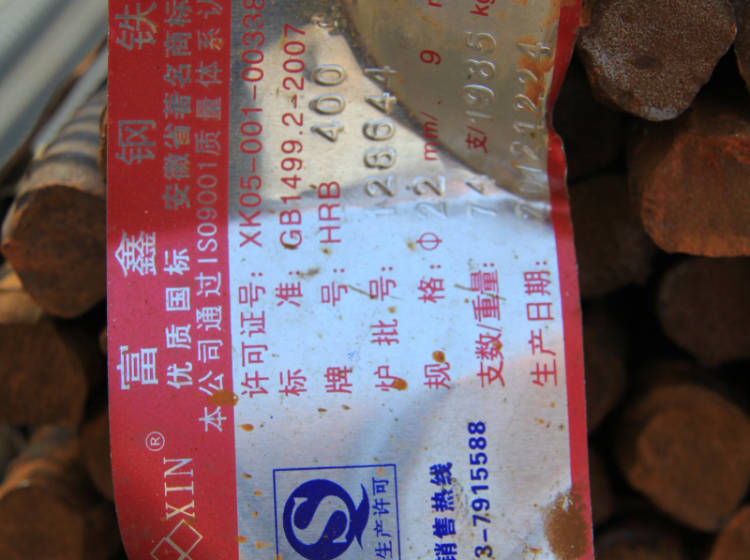 富 鑫 钢 铁
优质国标 安徽省著名商标
本公司通过ISO9001质量体系认
XIN®
许可证号: XK05-001-00338
标 准: GB1499.2-2007
牌 号: HRB 400
炉批号: 128644
规 格: Φ 22 mm/ 9
支数/重量: 74 支/1985 kg
生产日期: 20121224
生产许可
销售热线
3-7915588